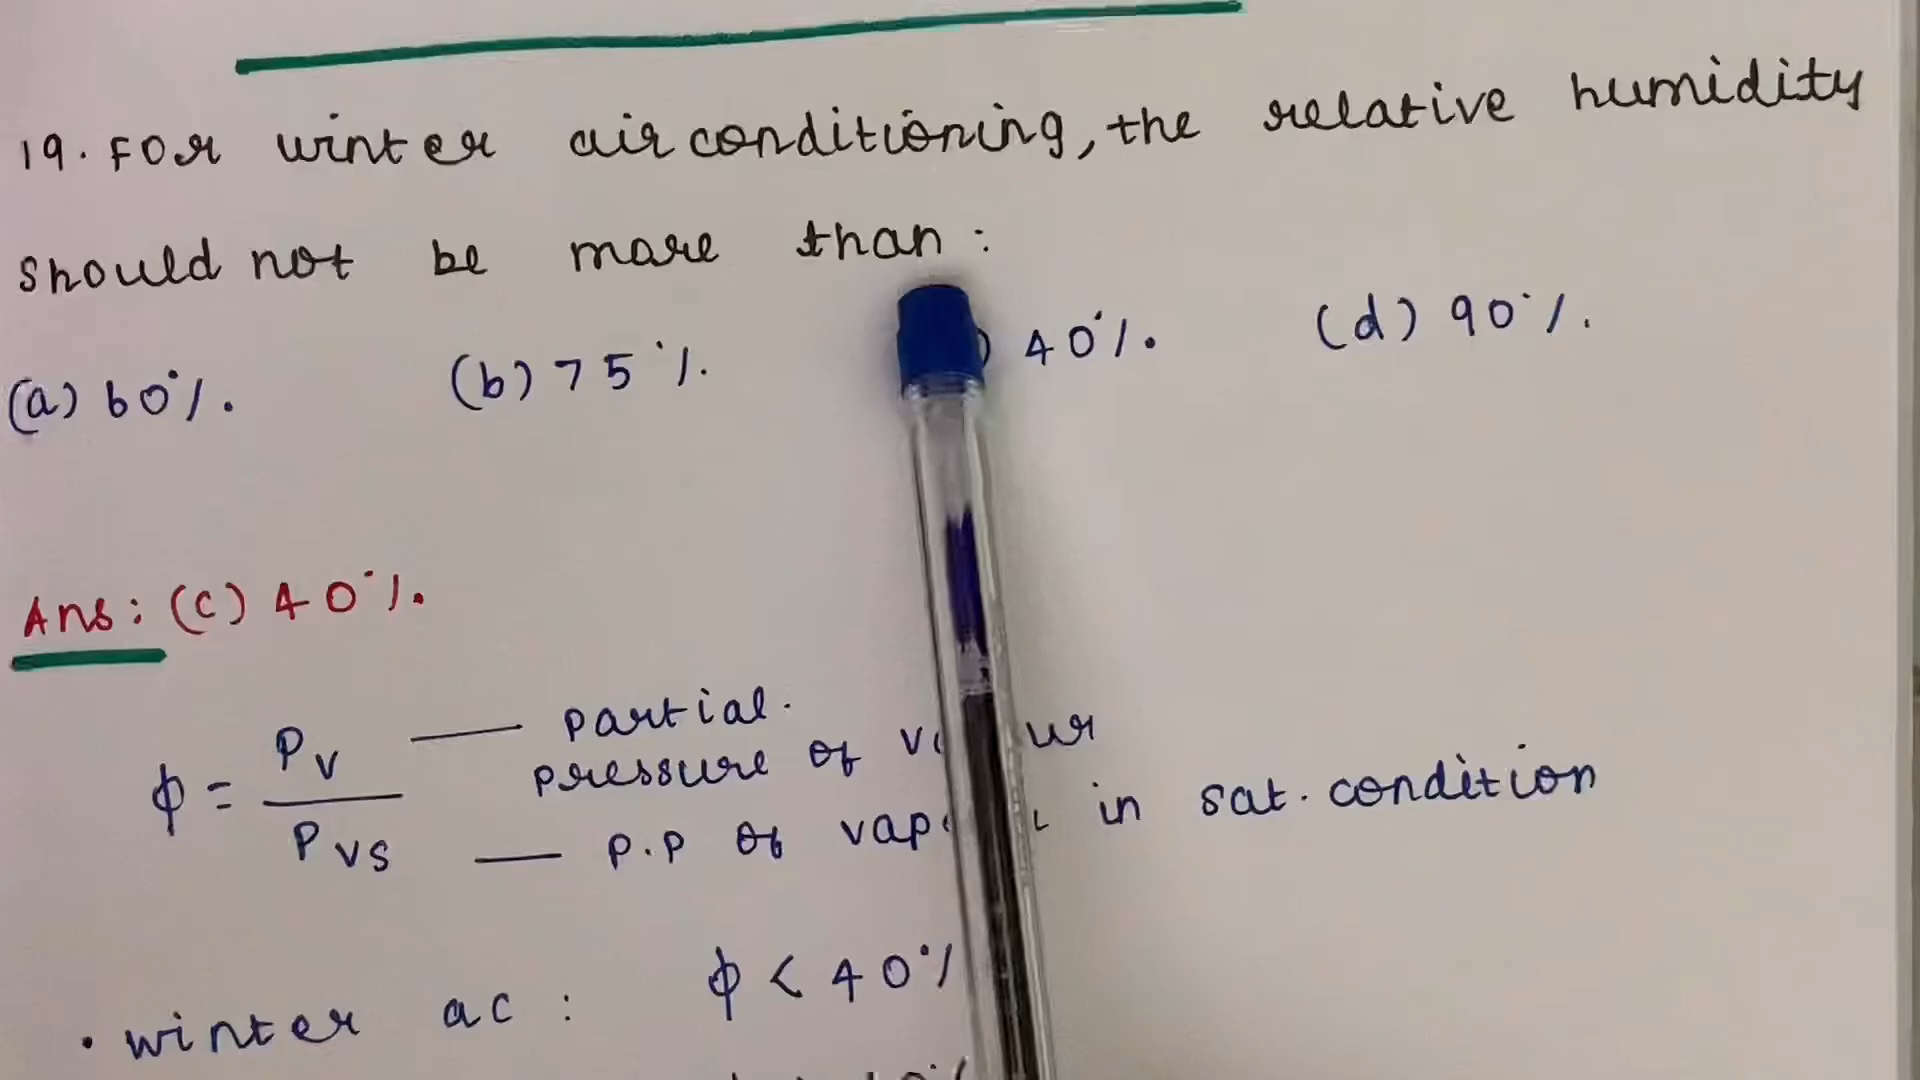 19. For winter air conditioning, the relative humidity
should not be more than:
(a) 60%. (b) 75%. ) 40%. (d) 90%.
Ans: (c) 40%.
ϕ = Pv / Pvs
— partial.
pressure of
— P.P of in sat. condition
• winter ac : ϕ < 40%